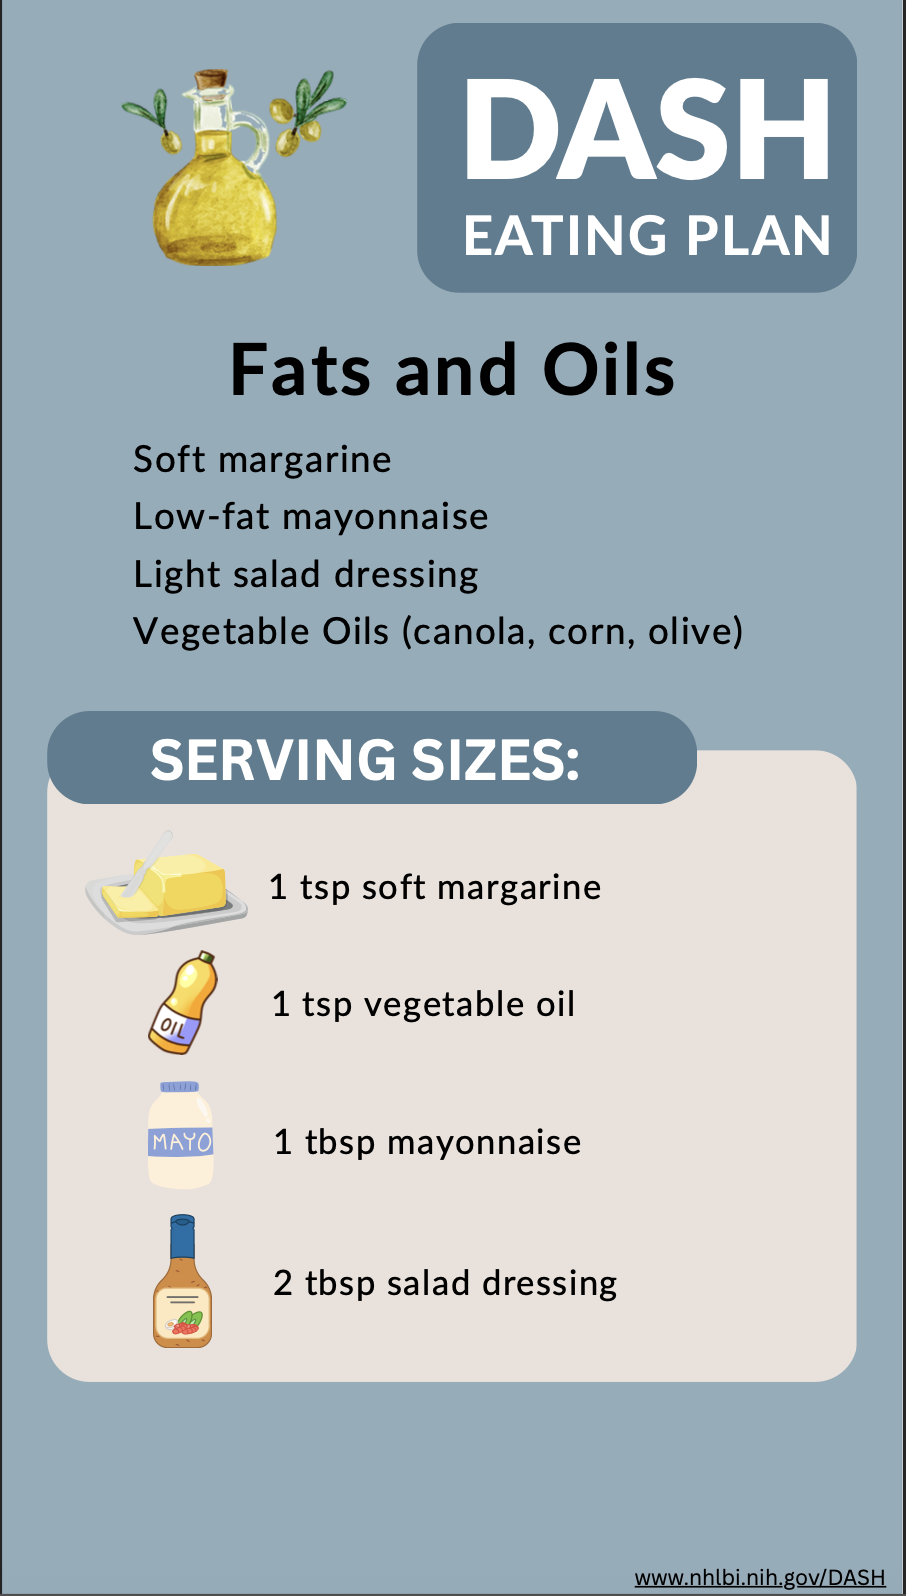 DASH
EATING PLAN
Fats and Oils
Soft margarine
Low-fat mayonnaise
Light salad dressing
Vegetable Oils (canola, corn, olive)
SERVING SIZES:
1 tsp soft margarine
OIL
1 tsp vegetable oil
MAYO
1 tbsp mayonnaise
2 tbsp salad dressing
www.nhlbi.nih.gov/DASH